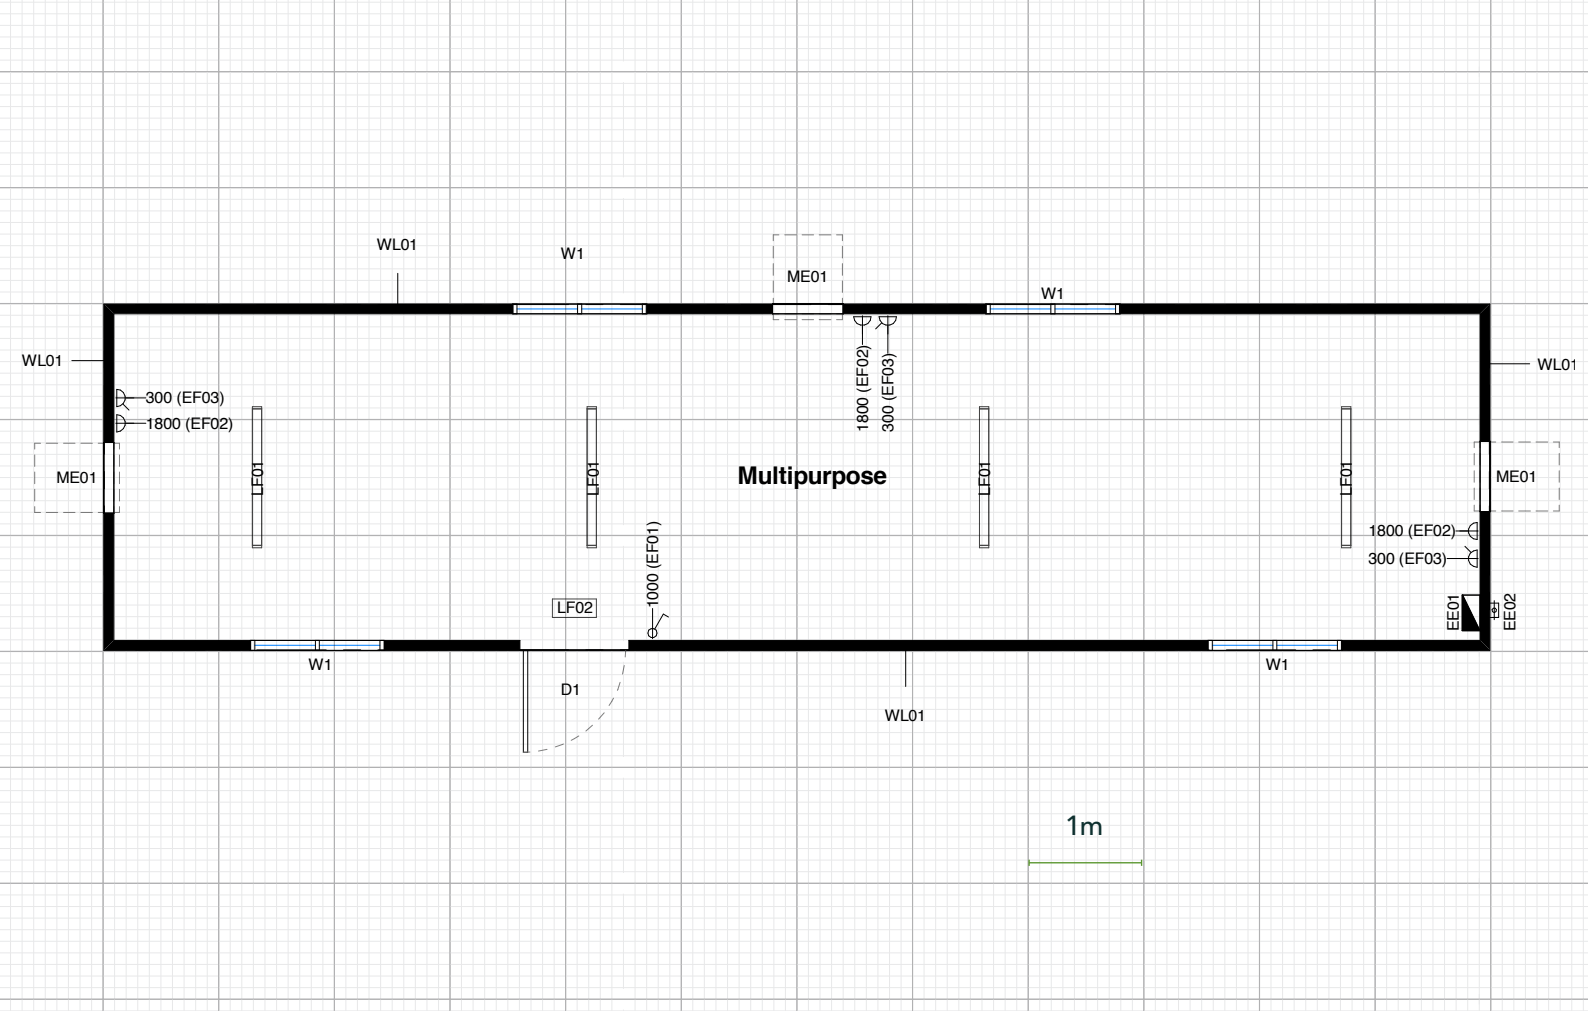 WL01
W1
ME01
W1
WL01
WL01
300 (EF03)
1800 (EF02)
1800 (EF02)
300 (EF03)
ME01
LF01
LF01
Multipurpose
LF01
LF01
ME01
1800 (EF02)
300 (EF03)
1000 (EF01)
LF02
EE01
EE02
W1
D1
W1
WL01
1m